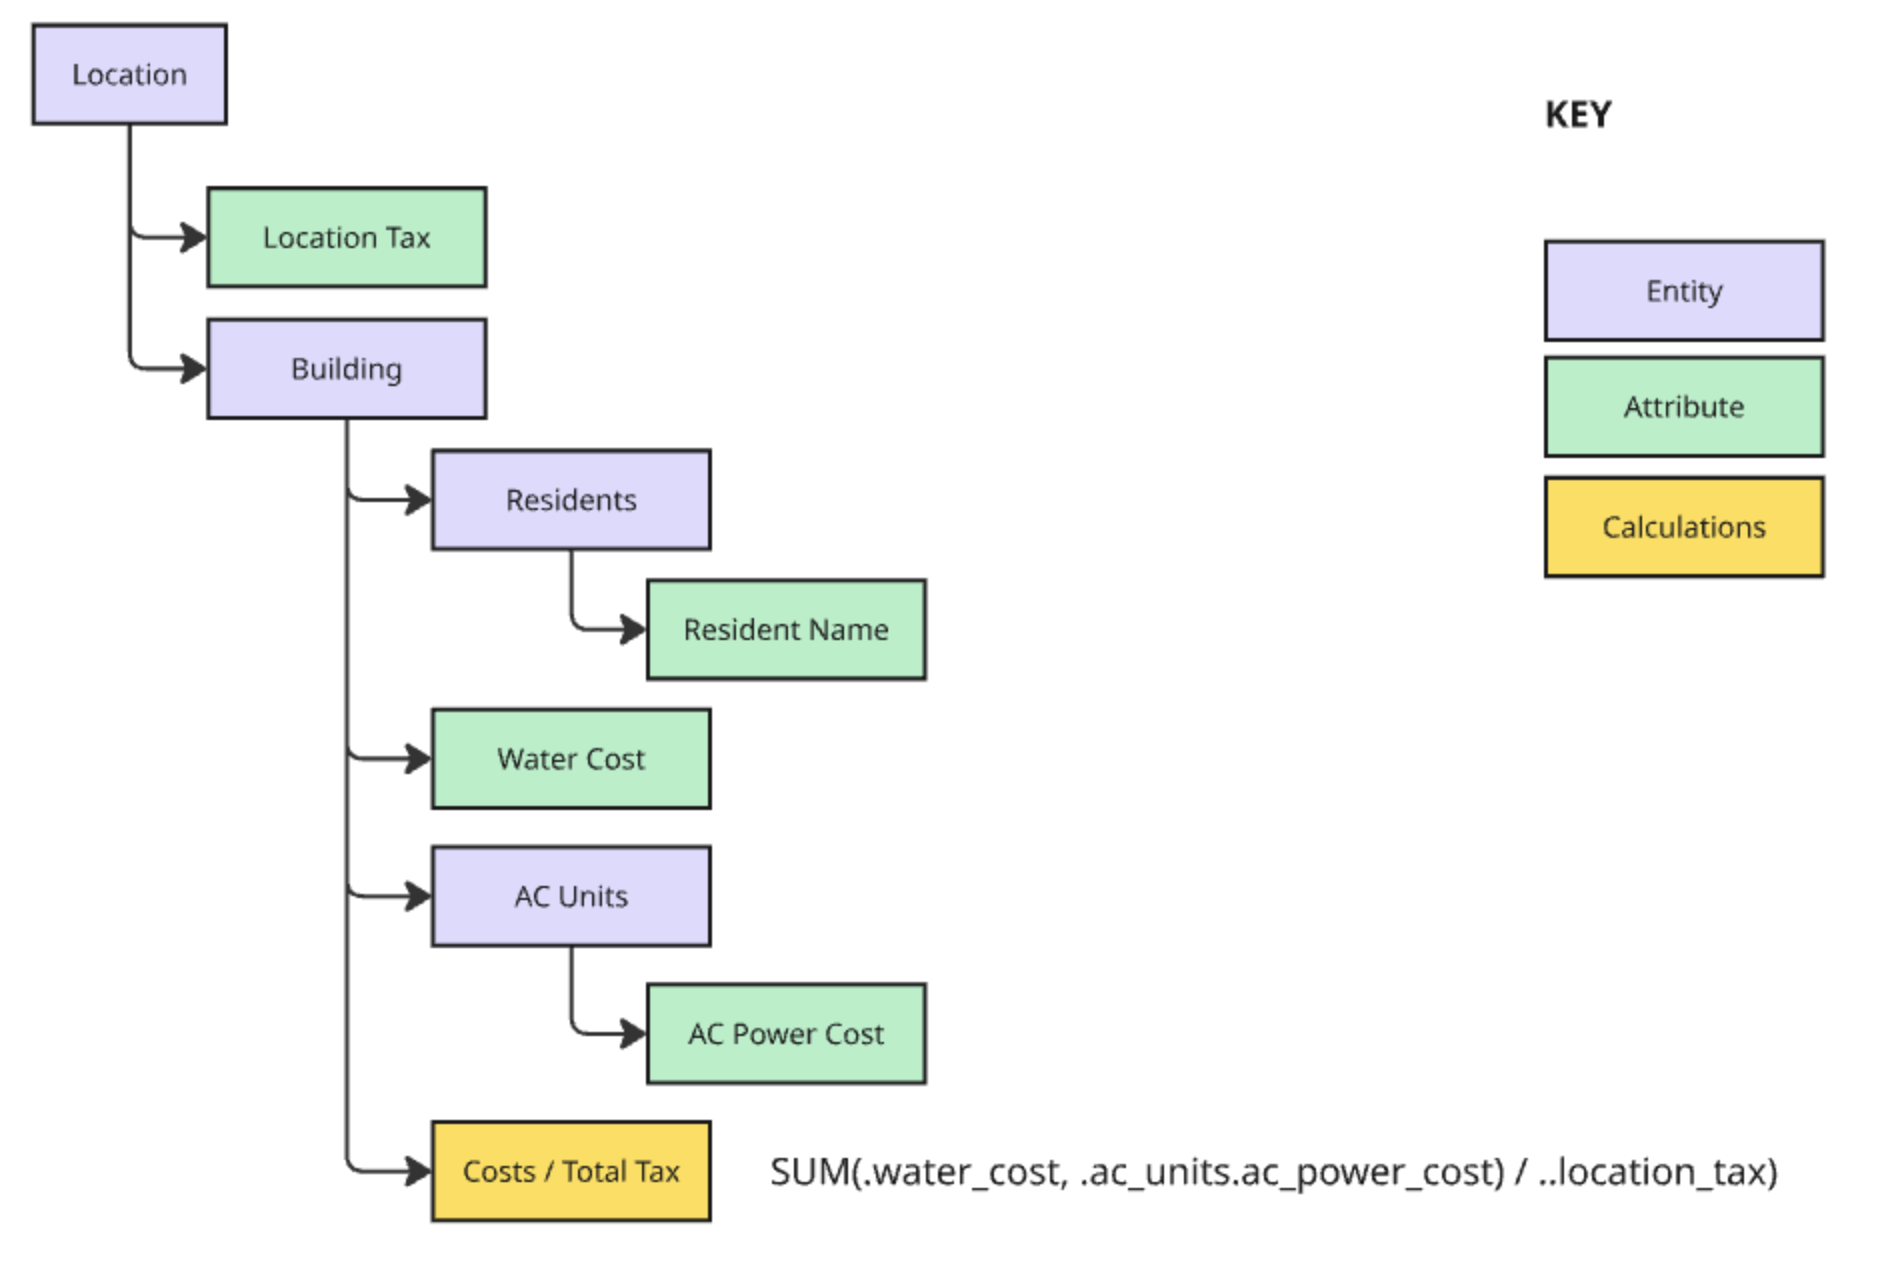 Location
KEY
Location Tax
Entity
Building
Attribute
Residents
Calculations
Resident Name
Water Cost
AC Units
AC Power Cost
Costs / Total Tax
SUM(.water_cost, .ac_units.ac_power_cost) / ..location_tax)